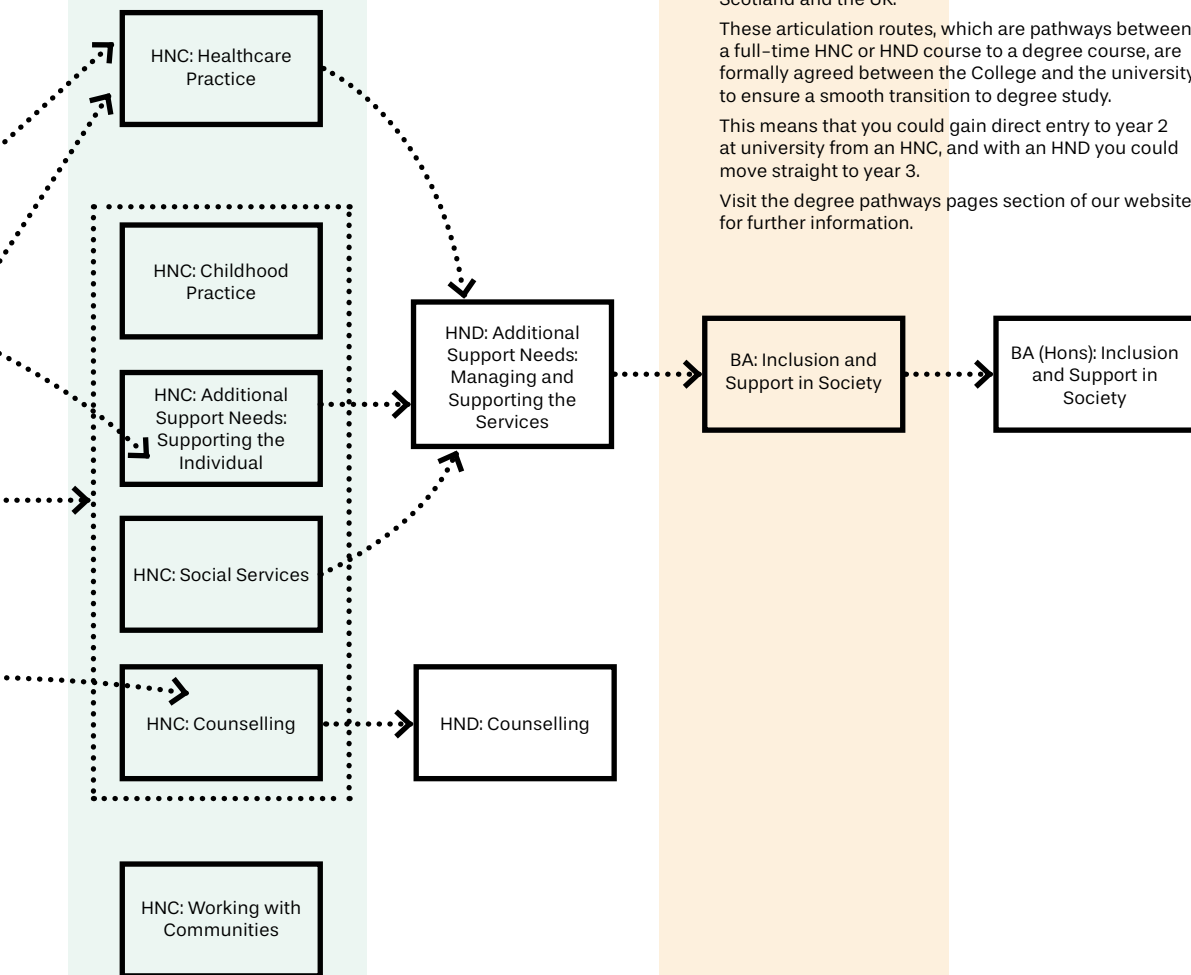 Scotland and the UK.
These articulation routes, which are pathways between
a full-time HNC or HND course to a degree course, are
formally agreed between the College and the university
to ensure a smooth transition to degree study.
This means that you could gain direct entry to year 2
at university from an HNC, and with an HND you could
move straight to year 3.
Visit the degree pathways pages section of our website
for further information.
HNC: Healthcare
Practice
HNC: Childhood
Practice
HNC: Additional
Support Needs:
Supporting the
Individual
HNC: Social Services
HNC: Counselling
HNC: Working with
Communities
HND: Additional
Support Needs:
Managing and
Supporting the
Services
HND: Counselling
BA: Inclusion and
Support in Society
BA (Hons): Inclusion
and Support in
Society